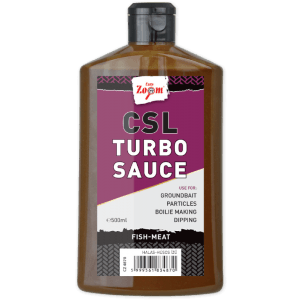 Carp
Zoom
CSL
TURBO
SAUCE
USE FOR:
GROUNDBAIT
PARTICLES
BOILIE MAKING
DIPPING
℮500ml
FISH-MEAT